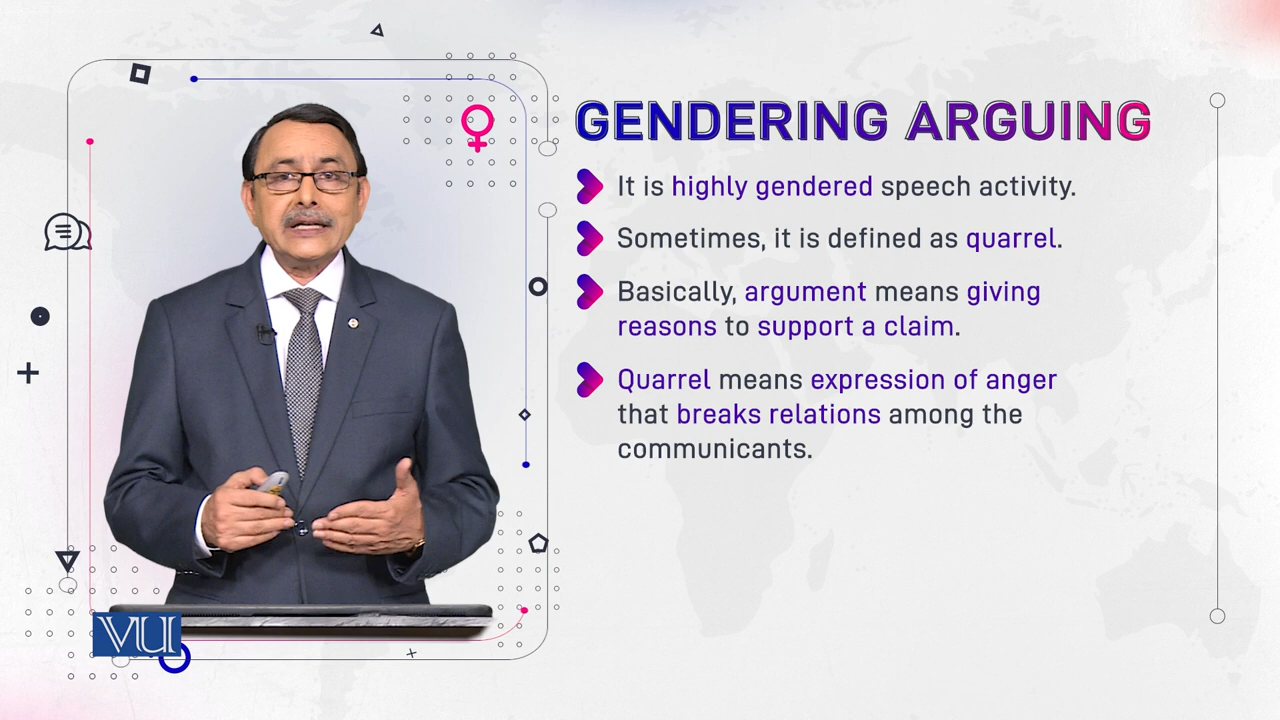 GENDERING ARGUING
It is highly gendered speech activity.
Sometimes, it is defined as quarrel.
Basically, argument means giving
reasons to support a claim.
Quarrel means expression of anger
that breaks relations among the
communicants.
VU